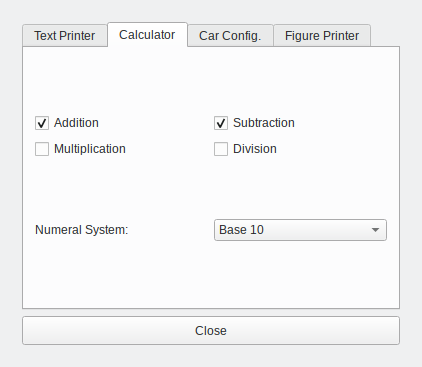 Text Printer Calculator Car Config. Figure Printer
Addition Subtraction
Multiplication Division
Numeral System: Base 10
Close